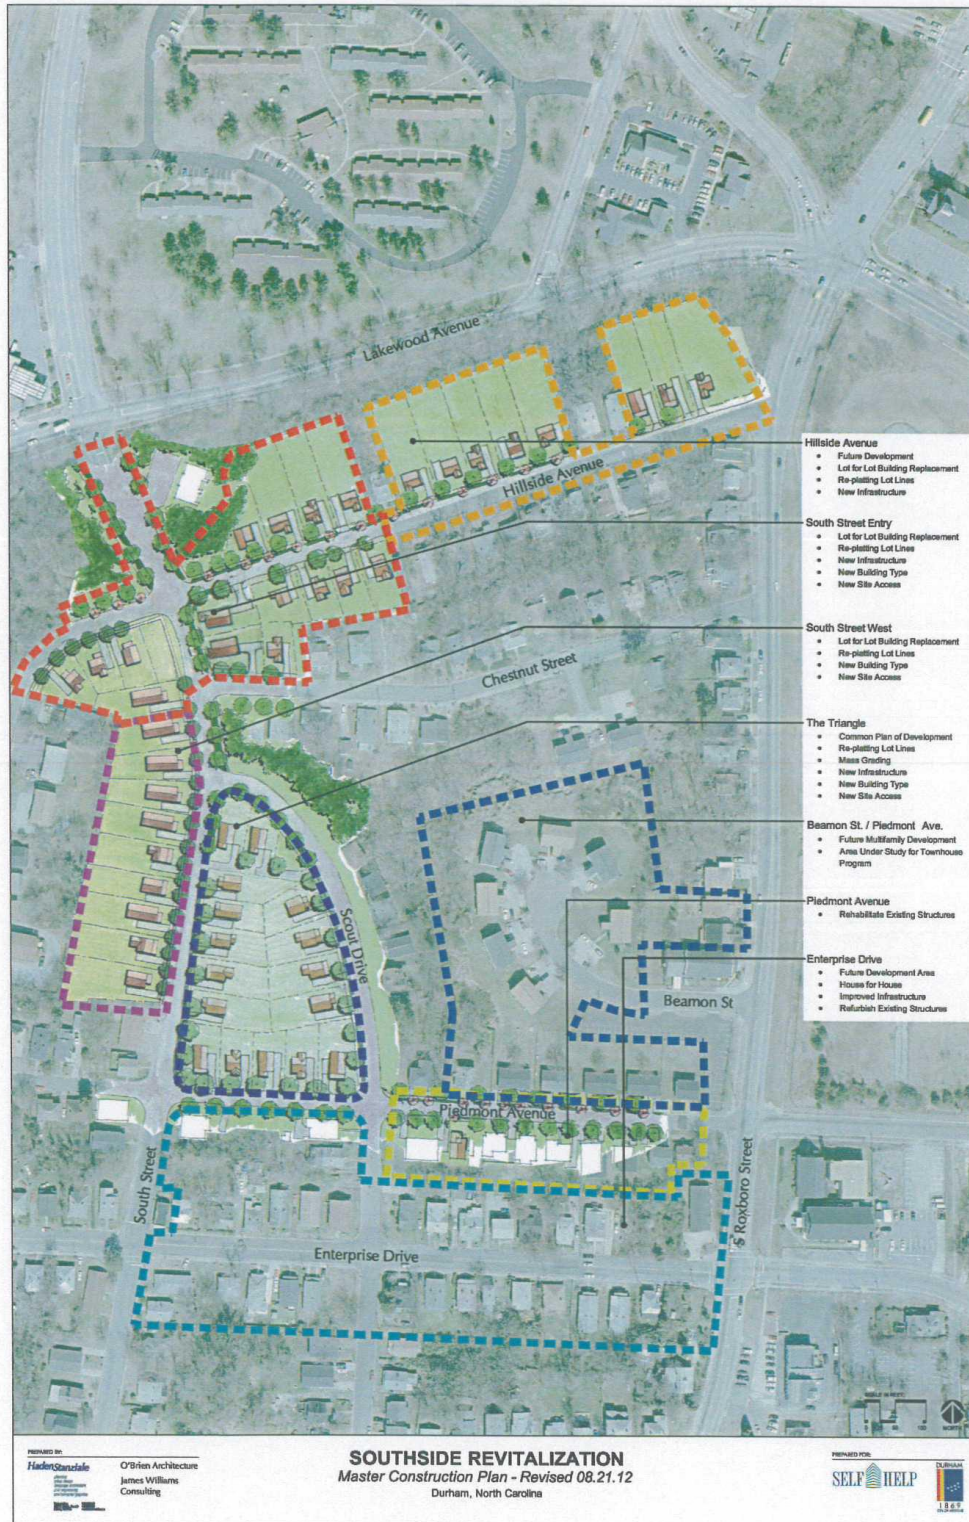 Lakewood Avenue
Hillside Avenue
Chestnut Street
Scout Drive
Beamon St
Piedmont Avenue
South Street
Enterprise Drive
S Roxboro Street
Hillside Avenue
• Future Development
• Lot for Lot Building Replacement
• Re-platting Lot Lines
• New Infrastructure
South Street Entry
• Lot for Lot Building Replacement
• Re-platting Lot Lines
• New Infrastructure
• New Building Type
• New Site Access
South Street West
• Lot for Lot Building Replacement
• Re-platting Lot Lines
• New Building Type
• New Site Access
The Triangle
• Common Plan of Development
• Re-platting Lot Lines
• Mass Grading
• New Infrastructure
• New Building Type
• New Site Access
Beamon St. / Piedmont Ave.
• Future Multifamily Development
• Area Under Study for Townhouse
Program
Piedmont Avenue
• Rehabilitate Existing Structures
Enterprise Drive
• Future Development Area
• House for House
• Improved Infrastructure
• Refurbish Existing Structures
NORTH
PREPARED BY:
HadenStanziale
O'Brien Architecture
James Williams
Consulting
SOUTHSIDE REVITALIZATION
Master Construction Plan - Revised 08.21.12
Durham, North Carolina
PREPARED FOR:
SELF HELP
DURHAM
1869